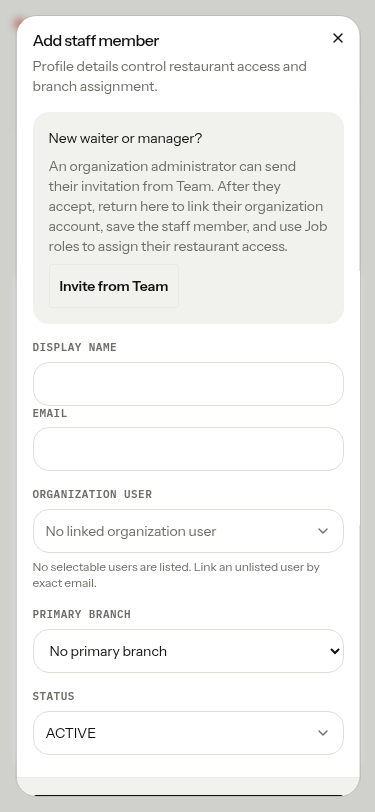 Add staff member
Profile details control restaurant access and
branch assignment.
New waiter or manager?
An organization administrator can send
their invitation from Team. After they
accept, return here to link their organization
account, save the staff member, and use Job
roles to assign their restaurant access.
Invite from Team
DISPLAY NAME
EMAIL
ORGANIZATION USER
No linked organization user
No selectable users are listed. Link an unlisted user by
exact email.
PRIMARY BRANCH
No primary branch
STATUS
ACTIVE